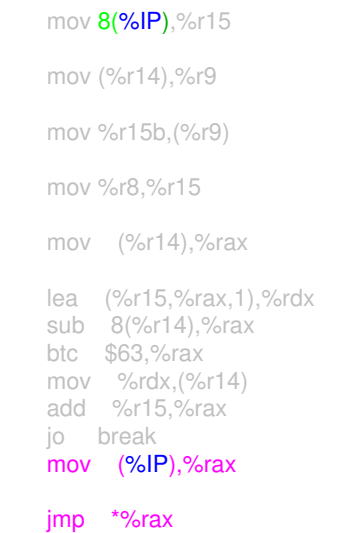 mov 8(%IP),%r15
mov (%r14),%r9
mov %r15b,(%r9)
mov %r8,%r15
mov (%r14),%rax
lea (%r15,%rax,1),%rdx
sub 8(%r14),%rax
btc $63,%rax
mov %rdx,(%r14)
add %r15,%rax
jo break
mov (%IP),%rax
jmp *%rax